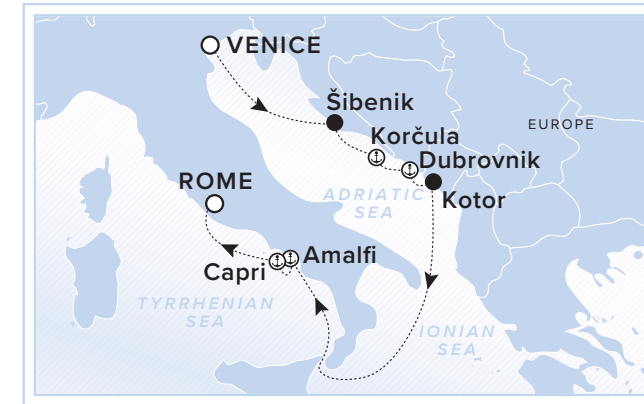 VENICE
Šibenik
EUROPE
Korčula
Dubrovnik
ROME
ADRIATIC
SEA
Kotor
Amalfi
Capri
TYRRHENIAN
SEA
IONIAN
SEA